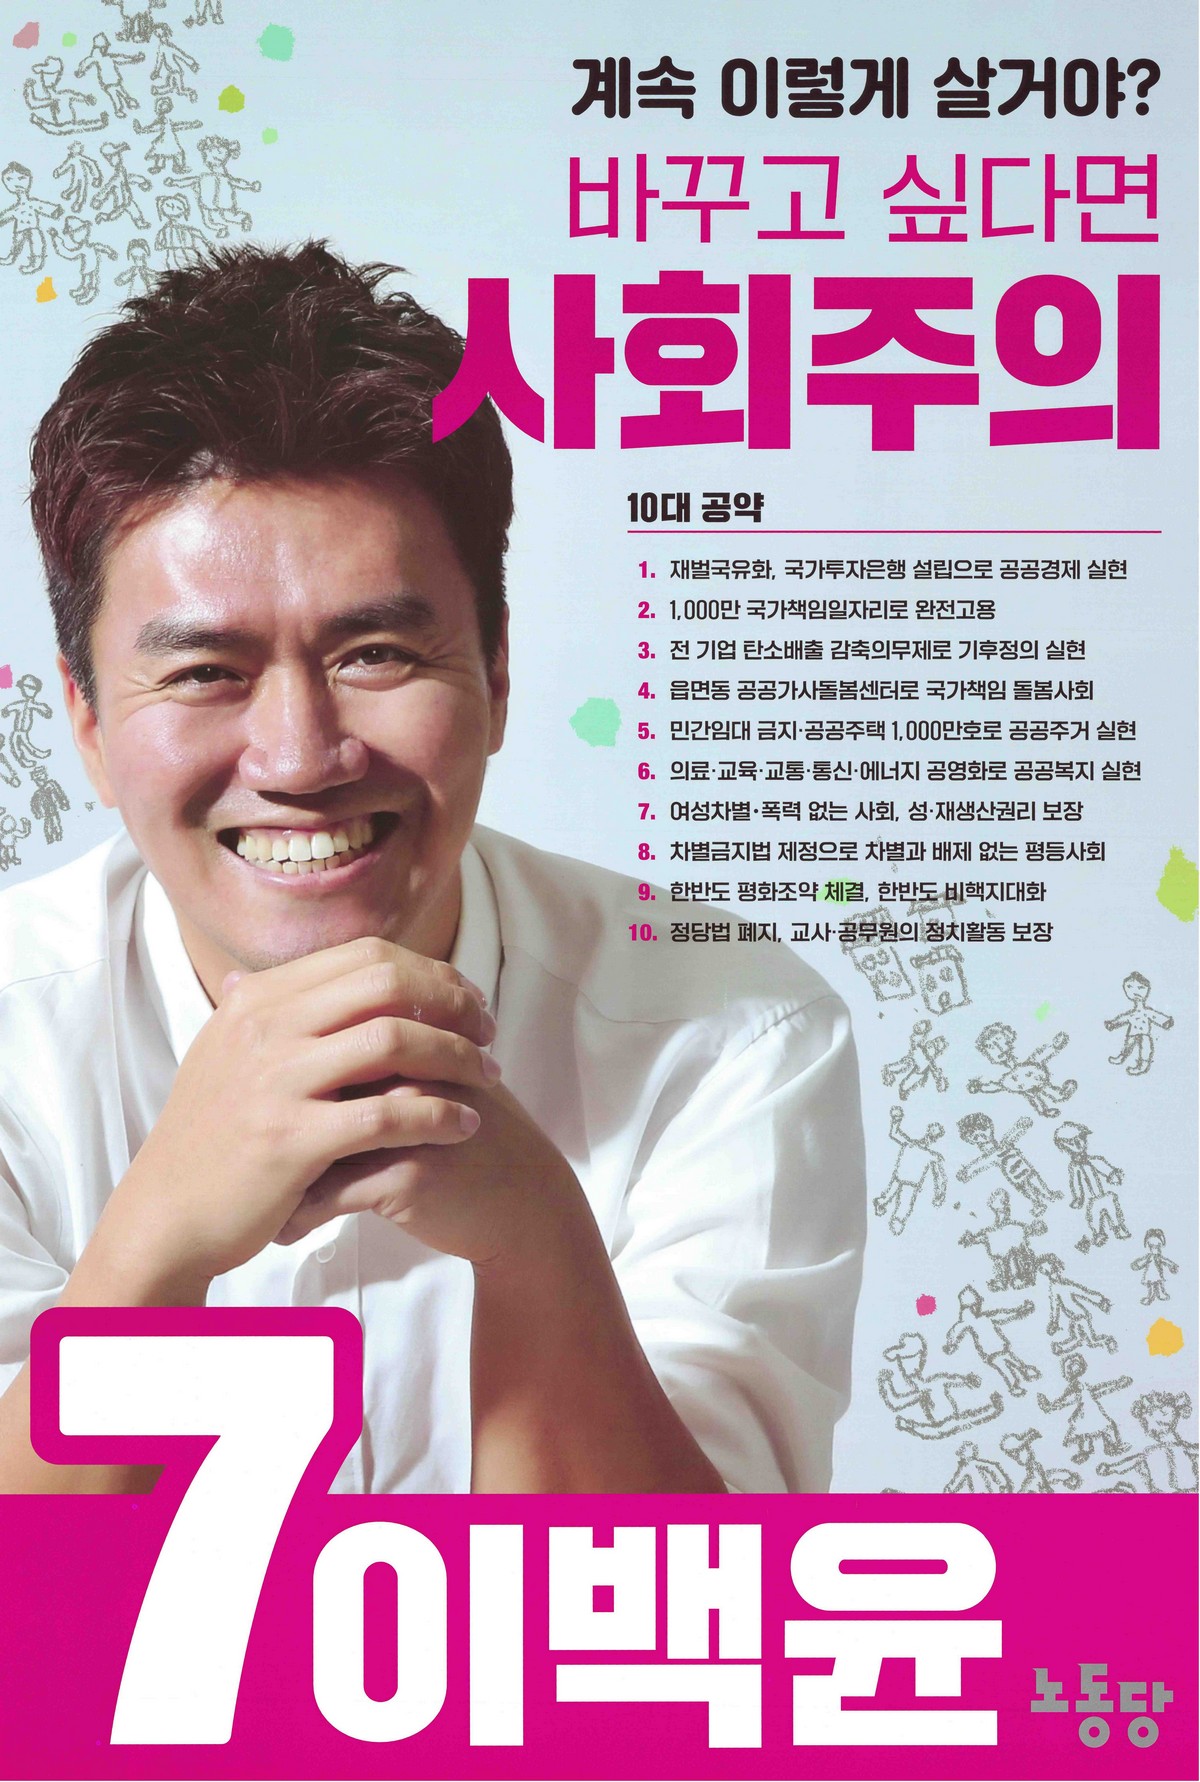 계속 이렇게 살거야?
바꾸고 싶다면
사회주의
10대 공약
1. 재벌국유화, 국가투자은행 설립으로 공공경제 실현
2. 1,000만 국가책임일자리로 완전고용
3. 전 기업 탄소배출 감축의무제로 기후정의 실현
4. 읍면동 공공가사돌봄센터로 국가책임 돌봄사회
5. 민간임대 금지·공공주택 1,000만호로 공공주거 실현
6. 의료·교육·교통·통신·에너지 공영화로 공공복지 실현
7. 여성차별·폭력 없는 사회, 성·재생산권리 보장
8. 차별금지법 제정으로 차별과 배제 없는 평등사회
9. 한반도 평화조약 체결, 한반도 비핵지대화
10. 정당법 폐지, 교사·공무원의 정치활동 보장
7 이백윤
노동당